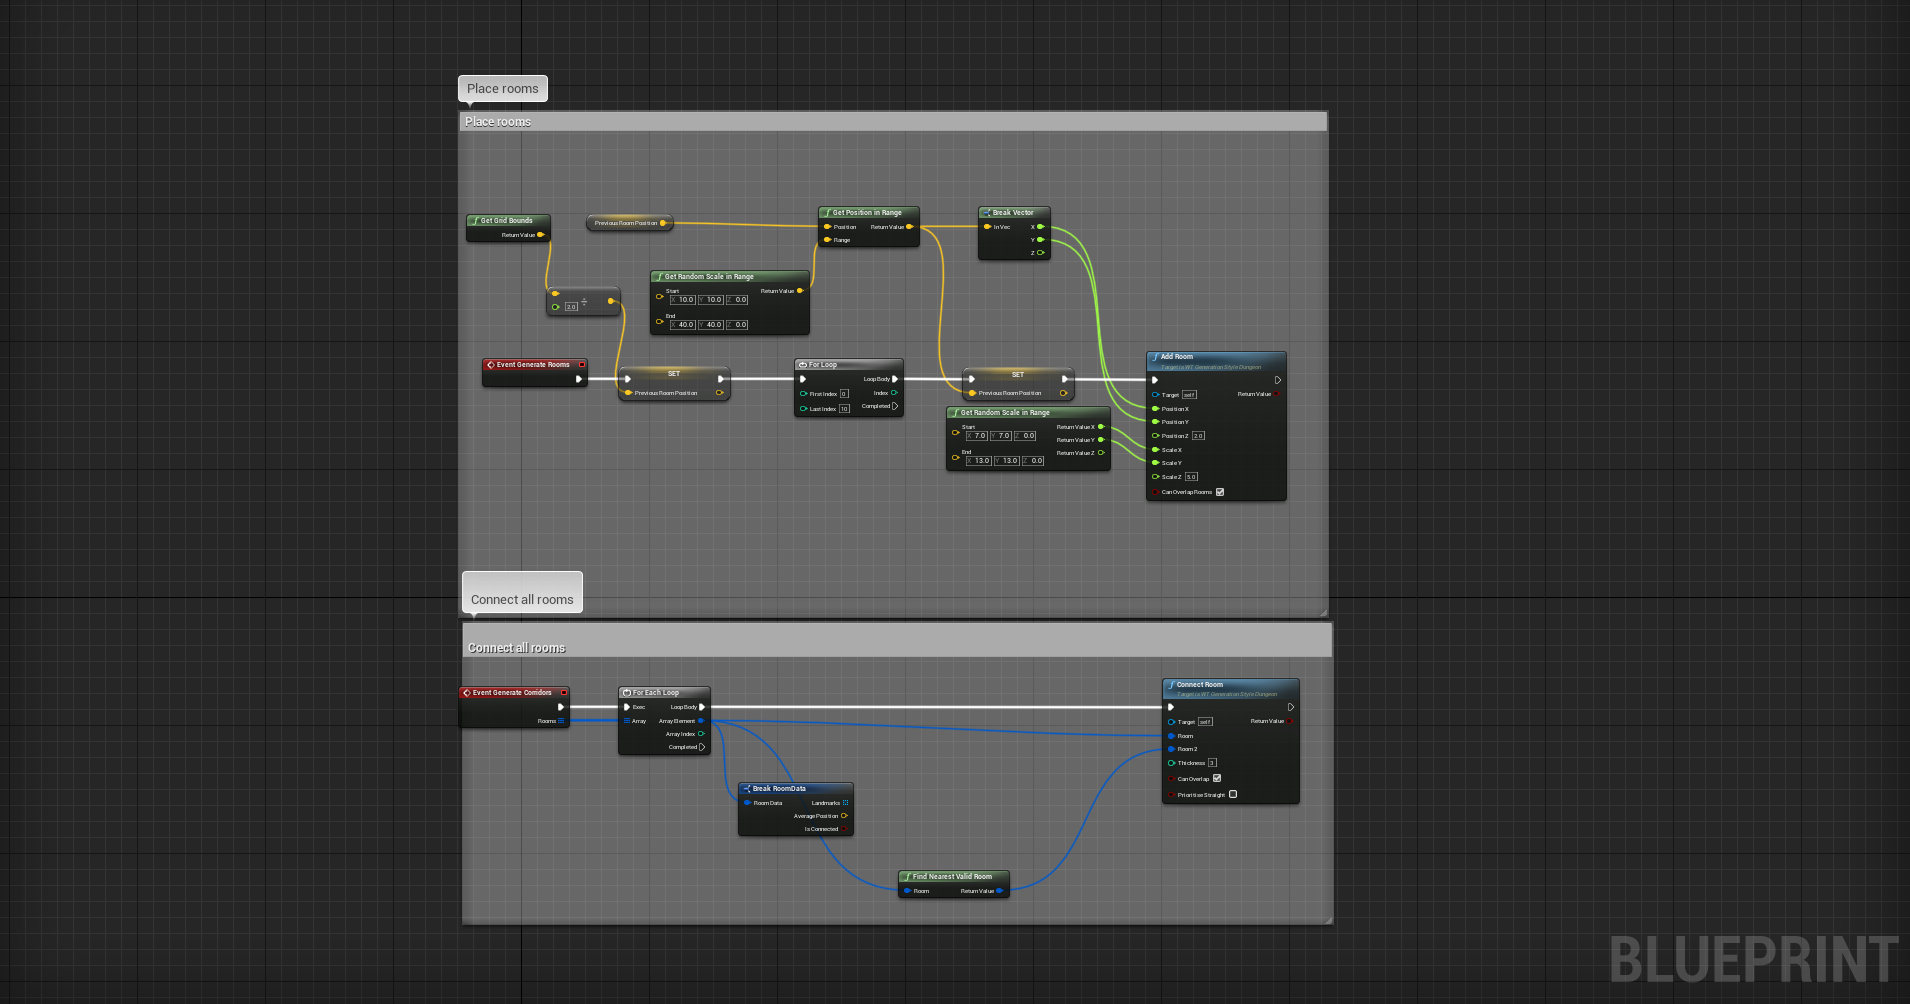 Place rooms
Place rooms
Get Grid Bounds
Return Value
Previous Room Position
Get Position in Range
Position
Return Value
Range
Break Vector
In Vec
X
Y
Z
Get Random Scale in Range
Start
Return Value
X 10.0 Y 10.0 Z 0.0
End
X 40.0 Y 40.0 Z 0.0
2.0
÷
Event Generate Rooms
SET
Previous Room Position
For Loop
Loop Body
First Index 0
Index
Last Index 10
Completed
SET
Previous Room Position
Get Random Scale in Range
Start
X 7.0 Y 7.0 Z 0.0
End
X 13.0 Y 13.0 Z 0.0
Return Value X
Return Value Y
Return Value Z
Add Room
Target is WT Generation Style Dungeon
Target self
Return Value
Position X
Position Y
Position Z 2.0
Scale X
Scale Y
Scale Z 5.0
Can Overlap Rooms
Connect all rooms
Connect all rooms
Event Generate Corridors
Rooms
For Each Loop
Exec
Loop Body
Array
Array Element
Array Index
Completed
Break RoomData
Room Data
Landmarks
Average Position
Is Connected
Find Nearest Valid Room
Room
Return Value
Connect Room
Target is WT Generation Style Dungeon
Target self
Return Value
Room
Room 2
Thickness 3
Can Overlap
Prioritise Straight
BLUEPRINT